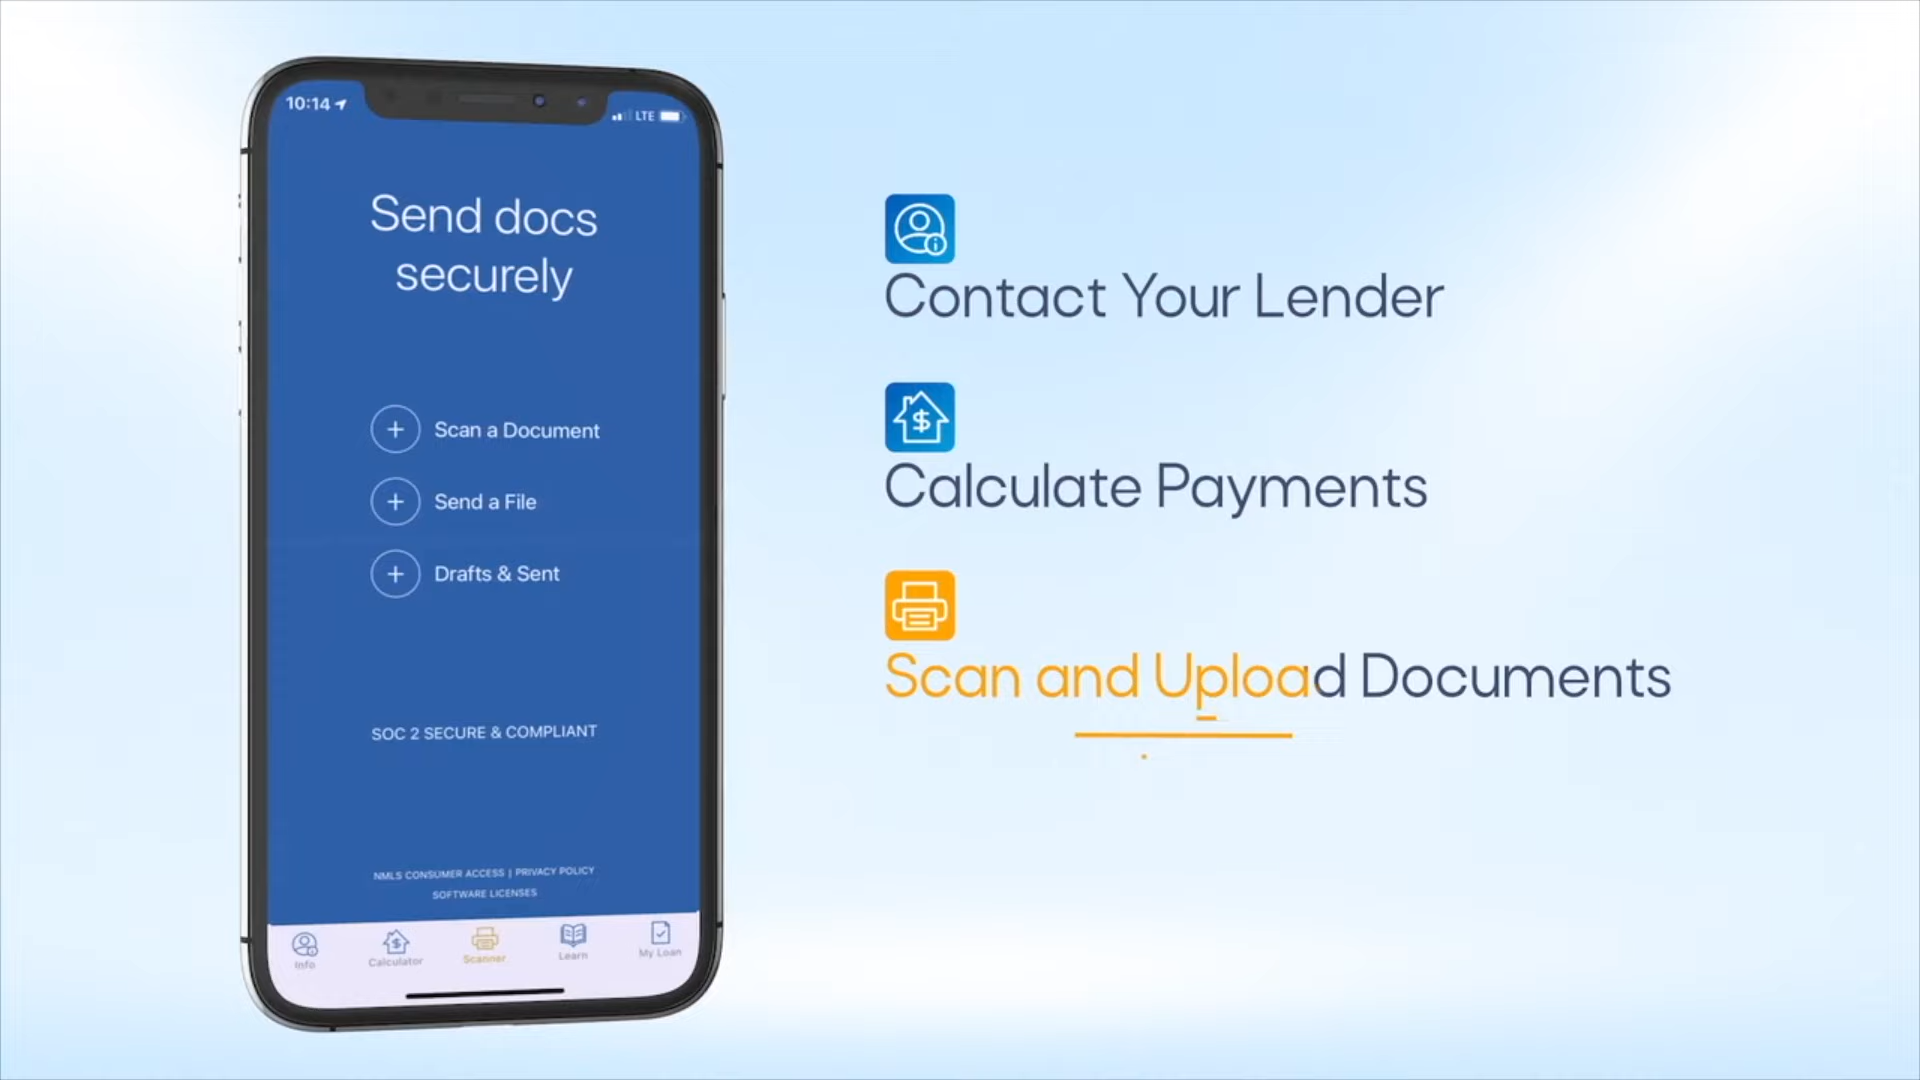 10:14
LTE
Send docs
securely
Scan a Document
Send a File
Drafts & Sent
SOC 2 SECURE & COMPLIANT
NMLS CONSUMER ACCESS | PRIVACY POLICY
SOFTWARE LICENSES
Info
Calculator
Scanner
Learn
My Loan
Contact Your Lender
Calculate Payments
Scan and Upload Documents